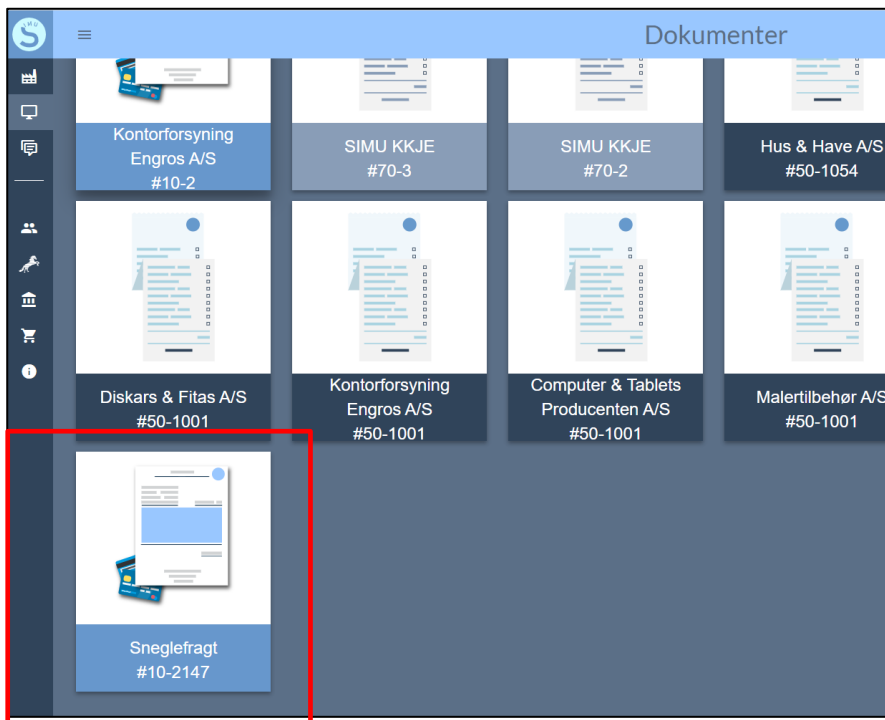 SIMU
S
Dokumenter
Kontorforsyning
Engros A/S
#10-2
SIMU KKJE
#70-3
SIMU KKJE
#70-2
Hus & Have A/S
#50-1054
Diskars & Fitas A/S
#50-1001
Kontorforsyning
Engros A/S
#50-1001
Computer & Tablets
Producenten A/S
#50-1001
Malertilbehør A/S
#50-1001
Sneglefragt
#10-2147